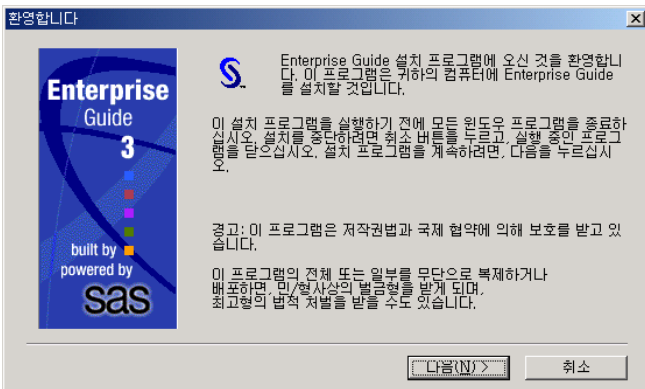 환영합니다
Enterprise
Guide
3
built by
powered by
sas
Enterprise Guide 설치 프로그램에 오신 것을 환영합니
다. 이 프로그램은 귀하의 컴퓨터에 Enterprise Guide
를 설치할 것입니다.
이 설치 프로그램을 실행하기 전에 모든 윈도우 프로그램을 종료하
십시오. 설치를 중단하려면 취소 버튼을 누르고, 실행 중인 프로그
램을 닫으십시오. 설치 프로그램을 계속하려면, 다음을 누르십시
오.
경고: 이 프로그램은 저작권법과 국제 협약에 의해 보호를 받고 있
습니다.
이 프로그램의 전체 또는 일부를 무단으로 복제하거나
배포하면, 민/형사상의 벌금형을 받게 되며,
최고형의 법적 처벌을 받을 수도 있습니다.
다음(N) >
취소